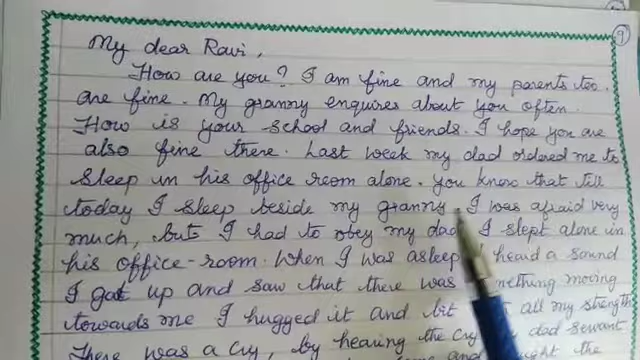 9
My dear Ravi,
How are you? I am fine and my parents too.
are fine. My granny enquires about you often.
How is your school and friends. I hope you are
also fine there. Last week my dad ordered me to
sleep in his office room alone. You know that till
today I sleep beside my granny. I was afraid very
much, but I had to obey my dad I slept alone in
his office-room. When I was asleep I heard a sound
I got up and saw that there was mething moving
towards me I hugged it and bit all my strength
There was a cry, by hearing the cry dad servant
and the